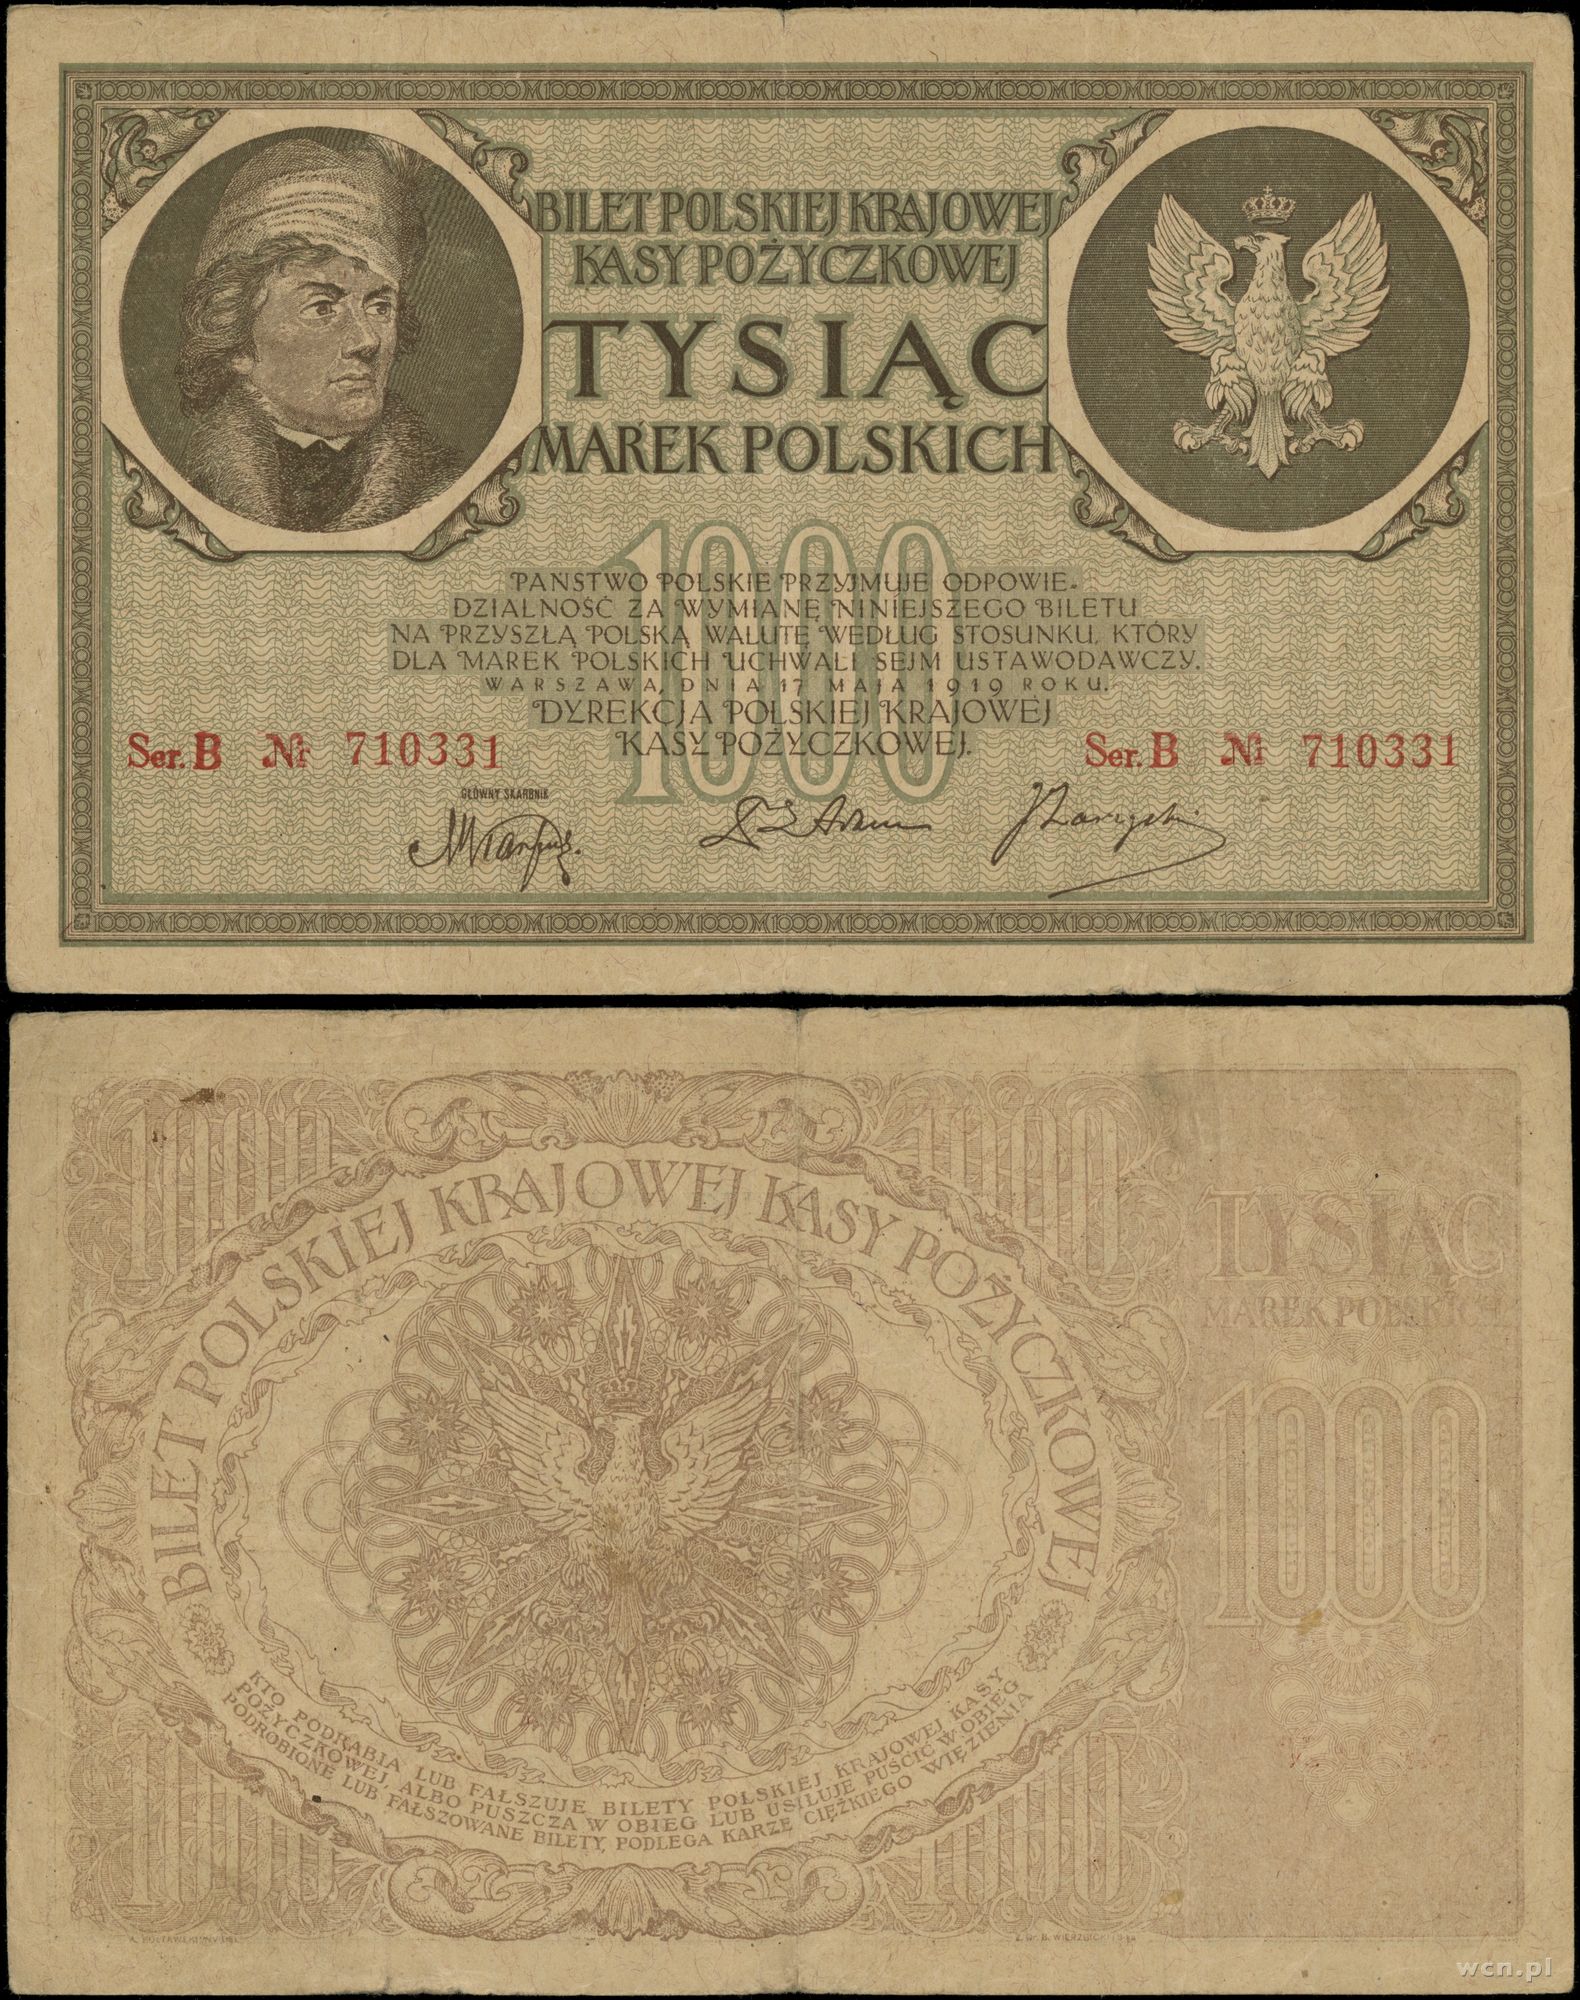 BILET POLSKIEJ KRAJOWEJ
KASY POŻYCZKOWEJ
TYSIĄC
MAREK POLSKICH
1000
PAŃSTWO POLSKIE PRZYJMUJE ODPOWIE-
DZIALNOŚĆ ZA WYMIANĘ NINIEJSZEGO BILETU
NA PRZYSZŁĄ POLSKĄ WALUTĘ WEDŁUG STOSUNKU, KTÓRY
DLA MAREK POLSKICH UCHWALI SEJM USTAWODAWCZY.
WARSZAWA, DNIA 17 MAJA 1919 ROKU.
DYREKCJA POLSKIEJ KRAJOWEJ
KASY POŻYCZKOWEJ.
Ser. B № 710331
Ser. B № 710331
GŁÓWNY SKARBNIK
1000
1000
BILET POLSKIEJ KRAJOWEJ KASY POŻYCZKOWEJ
TYSIĄC
MAREK POLSKICH
1000
KTO PODRABIA LUB FAŁSZUJE BILETY POLSKIEJ KRAJOWEJ KASY
POŻYCZKOWEJ, ALBO PUSZCZA W OBIEG LUB USIŁUJE PUŚCIĆ W OBIEG
PODROBIONE LUB FAŁSZOWANE BILETY, PODLEGA KARZE CIĘŻKIEGO WIĘZIENIA
1000
1000
wcn.pl